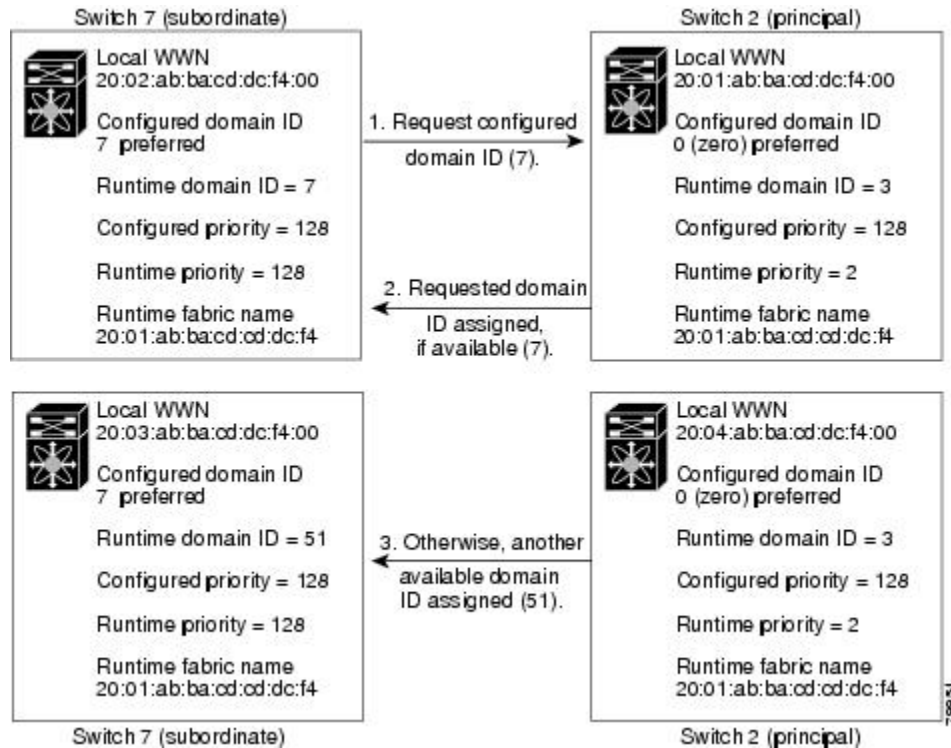 Switch 7 (subordinate)
Local WWN
20:02:ab:ba:cd:dc:f4:00
Configured domain ID
7 preferred
Runtime domain ID = 7
Configured priority = 128
Runtime priority = 128
Runtime fabric name
20:01:ab:ba:cd:cd:dc:f4
1. Request configured
domain ID (7).
2. Requested domain
ID assigned,
if available (7).
Switch 2 (principal)
Local WWN
20:01:ab:ba:cd:dc:f4:00
Configured domain ID
0 (zero) preferred
Runtime domain ID = 3
Configured priority = 128
Runtime priority = 2
Runtime fabric name
20:01:ab:ba:cd:cd:dc:f4
Local WWN
20:03:ab:ba:cd:dc:f4:00
Configured domain ID
7 preferred
Runtime domain ID = 51
Configured priority = 128
Runtime priority = 128
Runtime fabric name
20:01:ab:ba:cd:cd:dc:f4
Switch 7 (subordinate)
3. Otherwise, another
available domain
ID assigned (51).
Local WWN
20:04:ab:ba:cd:dc:f4:00
Configured domain ID
0 (zero) preferred
Runtime domain ID = 3
Configured priority = 128
Runtime priority = 2
Runtime fabric name
20:01:ab:ba:cd:cd:dc:f4
Switch 2 (principal)